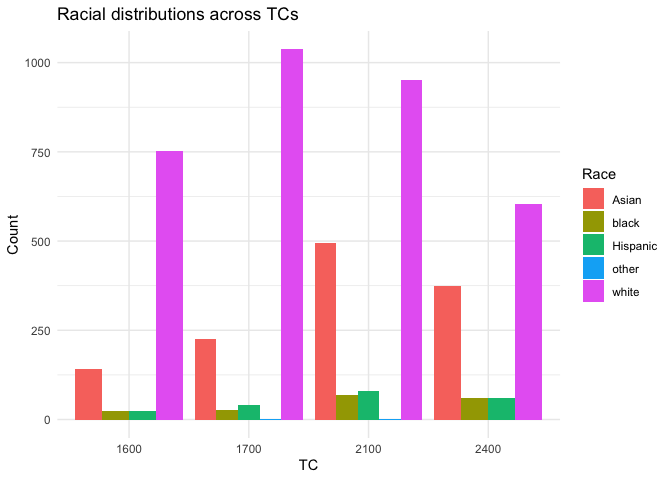 Racial distributions across TCs
1000
750
500
250
0
Count
1600 1700 2100 2400
TC
Race
Asian
black
Hispanic
other
white